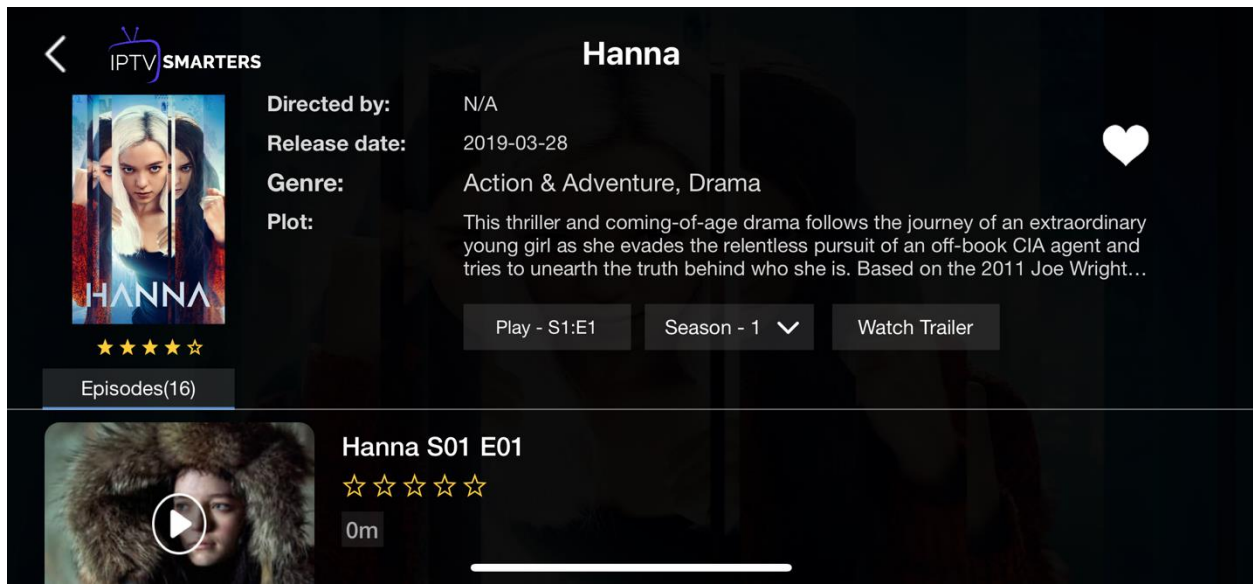 IPTV SMARTERS
Hanna
Directed by: N/A
Release date: 2019-03-28
Genre: Action & Adventure, Drama
Plot: This thriller and coming-of-age drama follows the journey of an extraordinary
young girl as she evades the relentless pursuit of an off-book CIA agent and
tries to unearth the truth behind who she is. Based on the 2011 Joe Wright...
HANNA
Play - S1:E1
Season - 1
Watch Trailer
Episodes(16)
Hanna S01 E01
0m